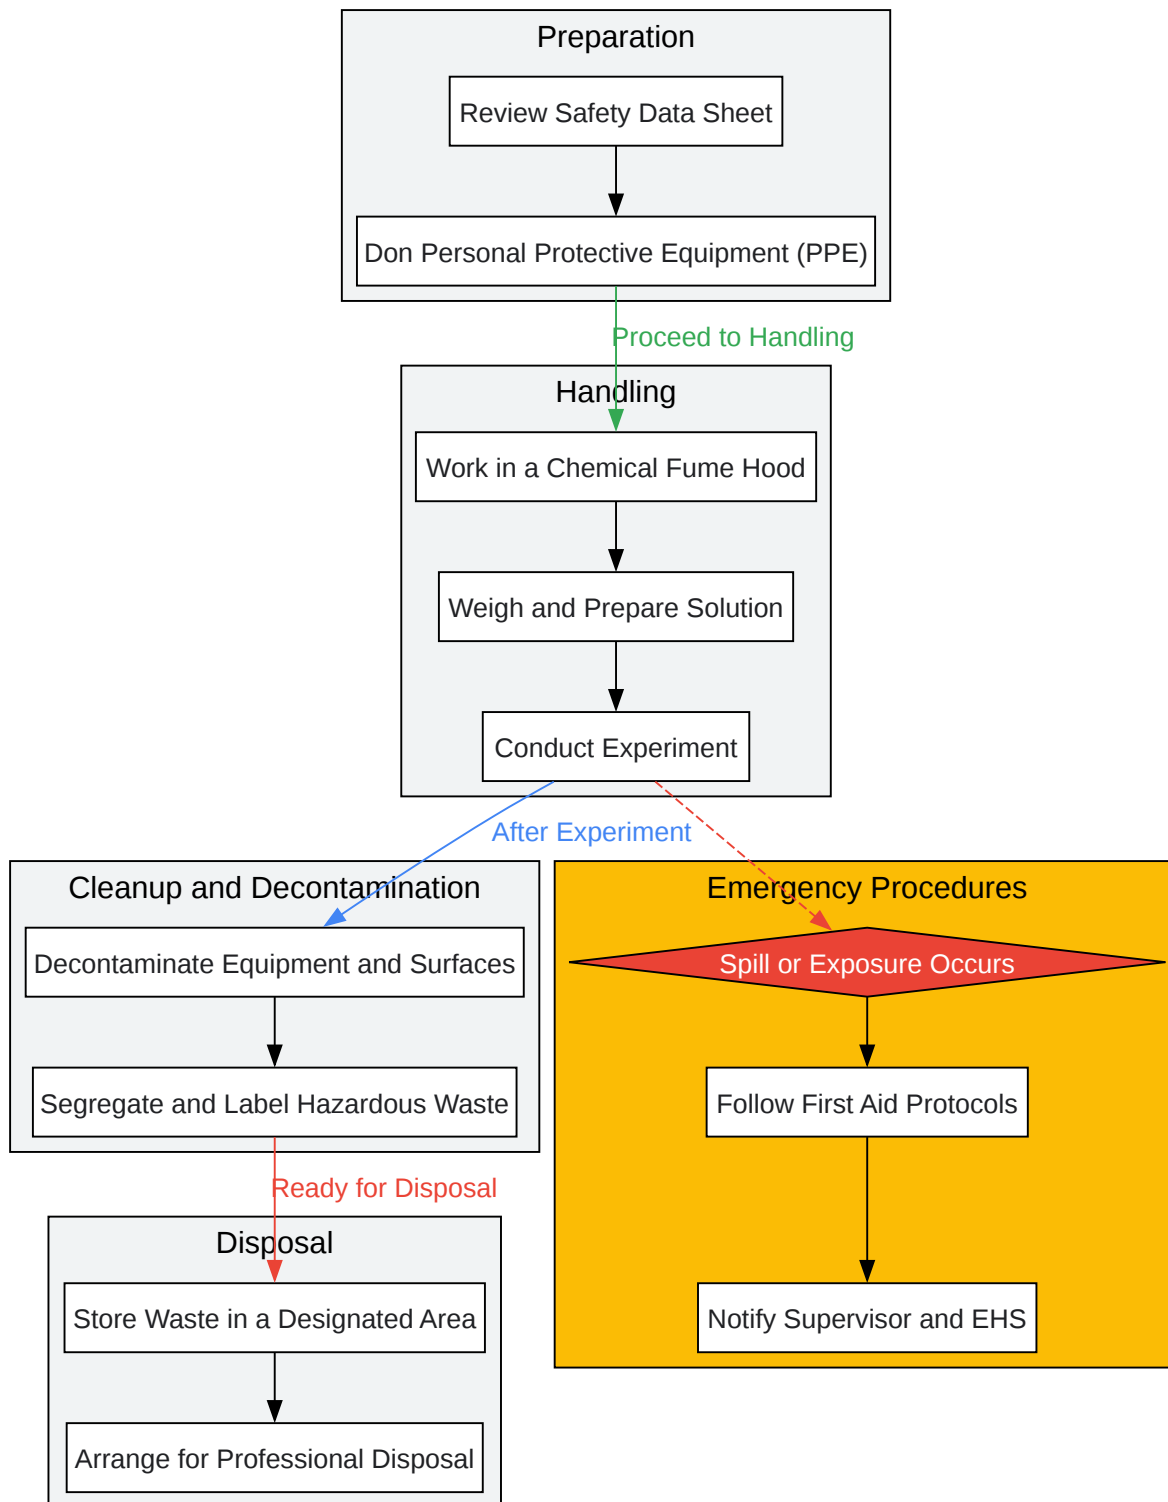 Preparation
Review Safety Data Sheet
Don Personal Protective Equipment (PPE)
Proceed to Handling
Handling
Work in a Chemical Fume Hood
Weigh and Prepare Solution
Conduct Experiment
After Experiment
Cleanup and Decontamination
Decontaminate Equipment and Surfaces
Segregate and Label Hazardous Waste
Ready for Disposal
Disposal
Store Waste in a Designated Area
Arrange for Professional Disposal
Emergency Procedures
Spill or Exposure Occurs
Follow First Aid Protocols
Notify Supervisor and EHS